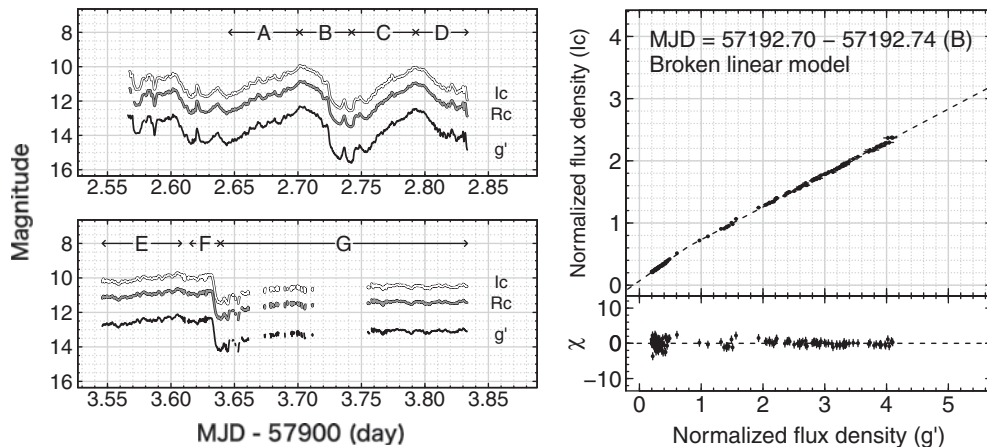 Magnitude
8
10
12
14
16
A
B
C
D
Ic
Rc
g'
2.55
2.60
2.65
2.70
2.75
2.80
2.85
8
10
12
14
16
E
F
G
Ic
Rc
g'
3.55
3.60
3.65
3.70
3.75
3.80
3.85
MJD - 57900 (day)
Normalized flux density (Ic)
4
3
2
1
0
MJD = 57192.70 − 57192.74 (B)
Broken linear model
χ
10
0
−10
0
1
2
3
4
5
Normalized flux density (g')